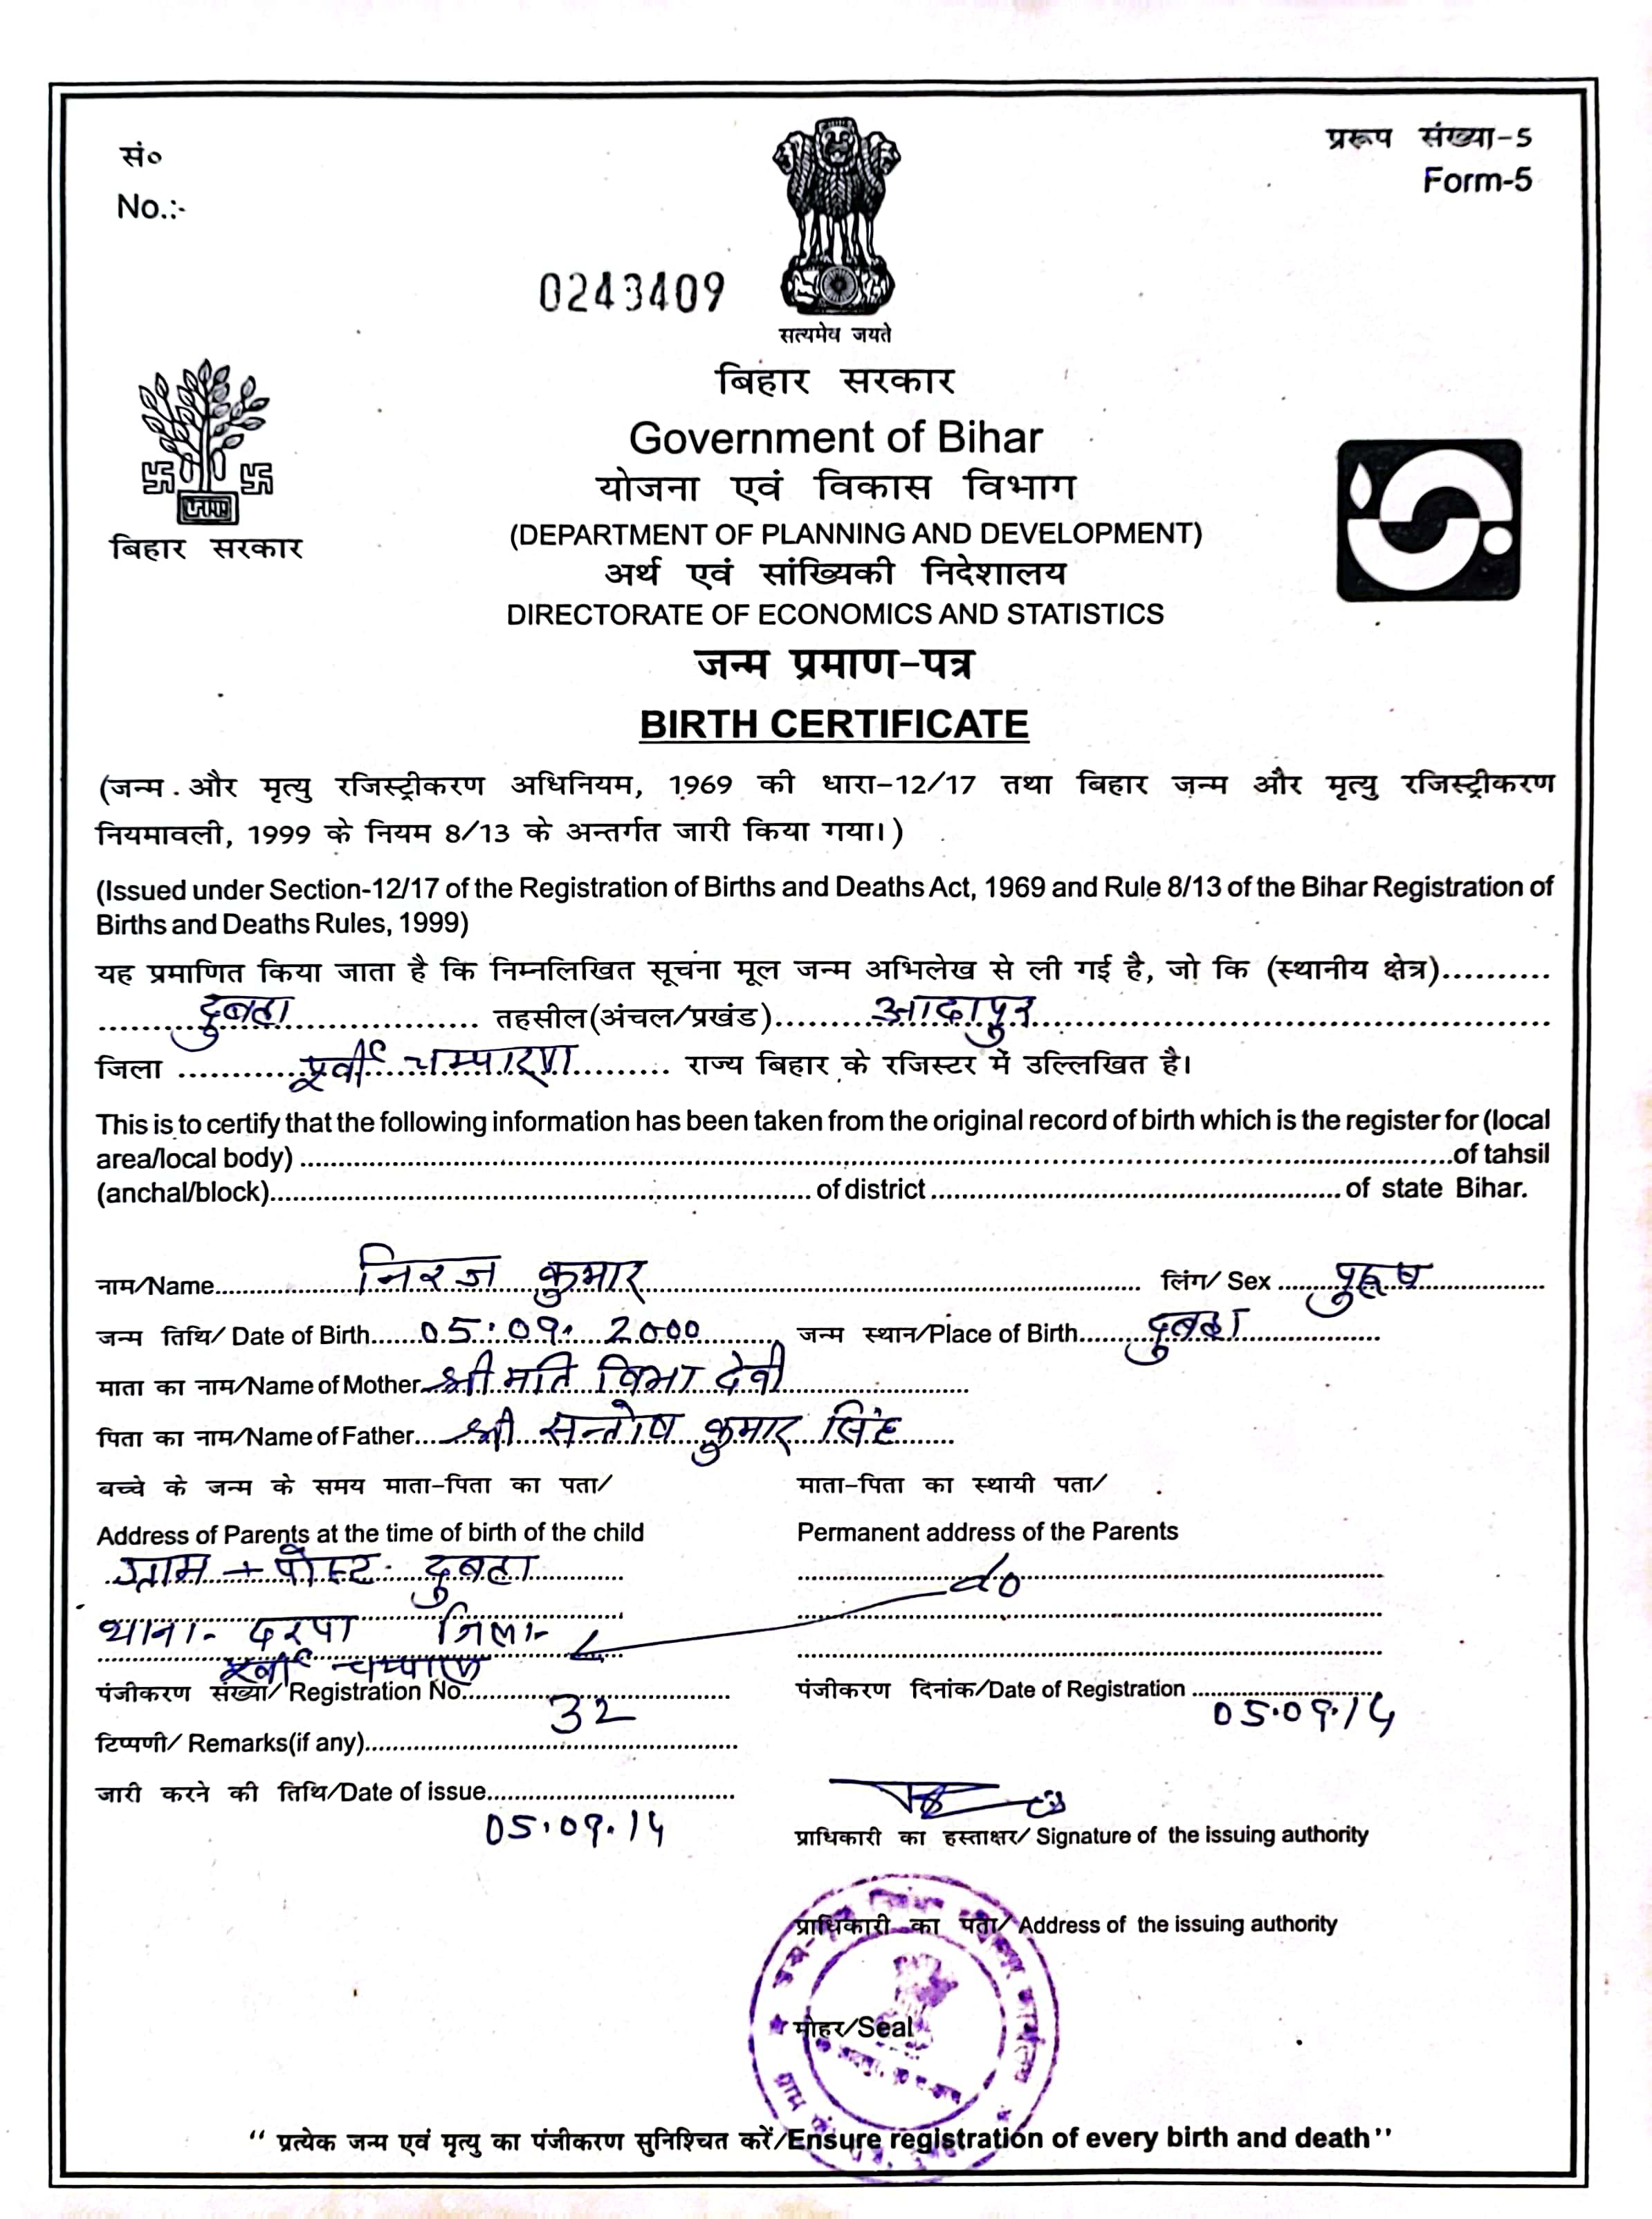 सं०
No.:-
प्ररूप संख्या-5
Form-5
0243409
सत्यमेव जयते
बिहार सरकार
बिहार सरकार
Government of Bihar
योजना एवं विकास विभाग
(DEPARTMENT OF PLANNING AND DEVELOPMENT)
अर्थ एवं सांख्यिकी निदेशालय
DIRECTORATE OF ECONOMICS AND STATISTICS
जन्म प्रमाण-पत्र
BIRTH CERTIFICATE
(जन्म और मृत्यु रजिस्ट्रीकरण अधिनियम, 1969 की धारा-12/17 तथा बिहार जन्म और मृत्यु रजिस्ट्रीकरण
नियमावली, 1999 के नियम 8/13 के अन्तर्गत जारी किया गया।)
(Issued under Section-12/17 of the Registration of Births and Deaths Act, 1969 and Rule 8/13 of the Bihar Registration of
Births and Deaths Rules, 1999)
यह प्रमाणित किया जाता है कि निम्नलिखित सूचना मूल जन्म अभिलेख से ली गई है, जो कि (स्थानीय क्षेत्र)..........
दुबहा तहसील(अंचल/प्रखंड) आदापुर
जिला पूर्वी चम्पारण राज्य बिहार के रजिस्टर में उल्लिखित है।
This is to certify that the following information has been taken from the original record of birth which is the register for (local
area/local body) ..........of tahsil
(anchal/block).......... of district .......... of state Bihar.
नाम/Name निरज कुमार लिंग/ Sex पुरूष
जन्म तिथि/ Date of Birth 05.09.2000 जन्म स्थान/Place of Birth दुबहा
माता का नाम/Name of Mother श्रीमति विभा देवी
पिता का नाम/Name of Father श्री सन्तोष कुमार सिंह
बच्चे के जन्म के समय माता-पिता का पता/ माता-पिता का स्थायी पता/
Address of Parents at the time of birth of the child Permanent address of the Parents
ग्राम + पोस्ट- दुबहा do
थाना- दरपा जिला-
पूर्वी चम्पारण
पंजीकरण संख्या/ Registration No. 32 पंजीकरण दिनांक/Date of Registration 05.09.14
टिप्पणी/ Remarks(if any)..........
जारी करने की तिथि/Date of issue 05.09.14
प्राधिकारी का हस्ताक्षर/ Signature of the issuing authority
प्राधिकारी का पता/ Address of the issuing authority
मोहर/Seal
“ प्रत्येक जन्म एवं मृत्यु का पंजीकरण सुनिश्चित करें/Ensure registration of every birth and death”